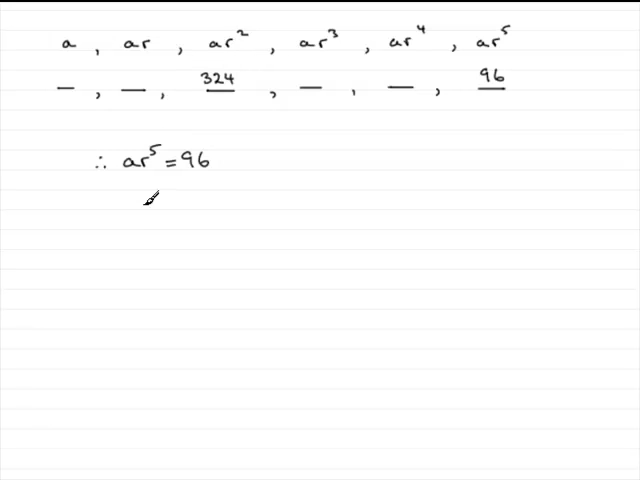 a , ar , ar² , ar³ , ar⁴ , ar⁵
— , — , 324 , — , — , 96
∴ ar⁵ = 96